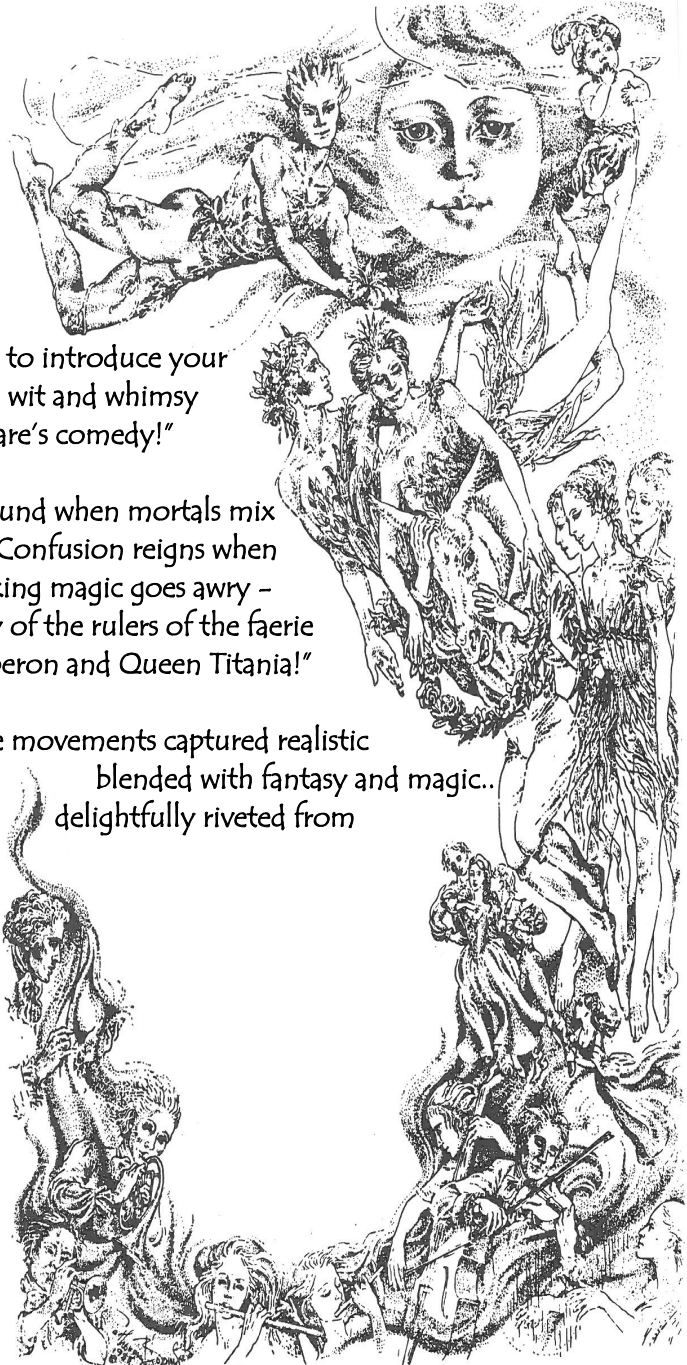 to introduce your
wit and whimsy
are's comedy!"
und when mortals mix
Confusion reigns when
king magic goes awry –
of the rulers of the faerie
eron and Queen Titania!"
movements captured realistic
blended with fantasy and magic..
delightfully riveted from